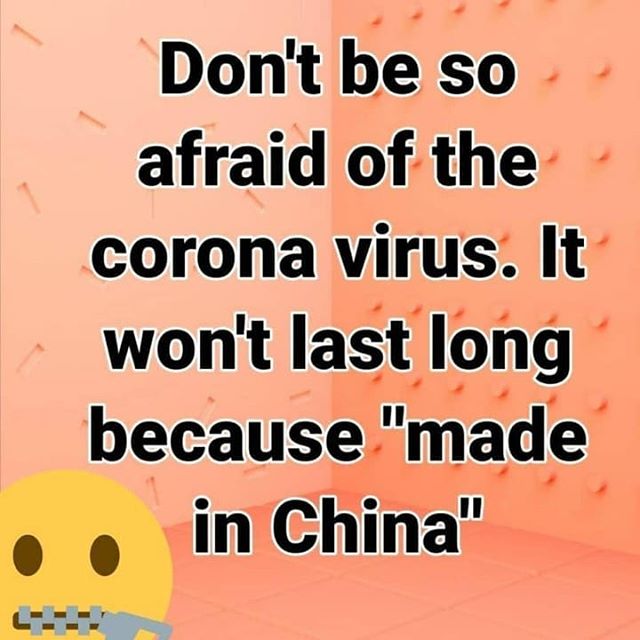 Don't be so
afraid of the
corona virus. It
won't last long
because "made
in China"